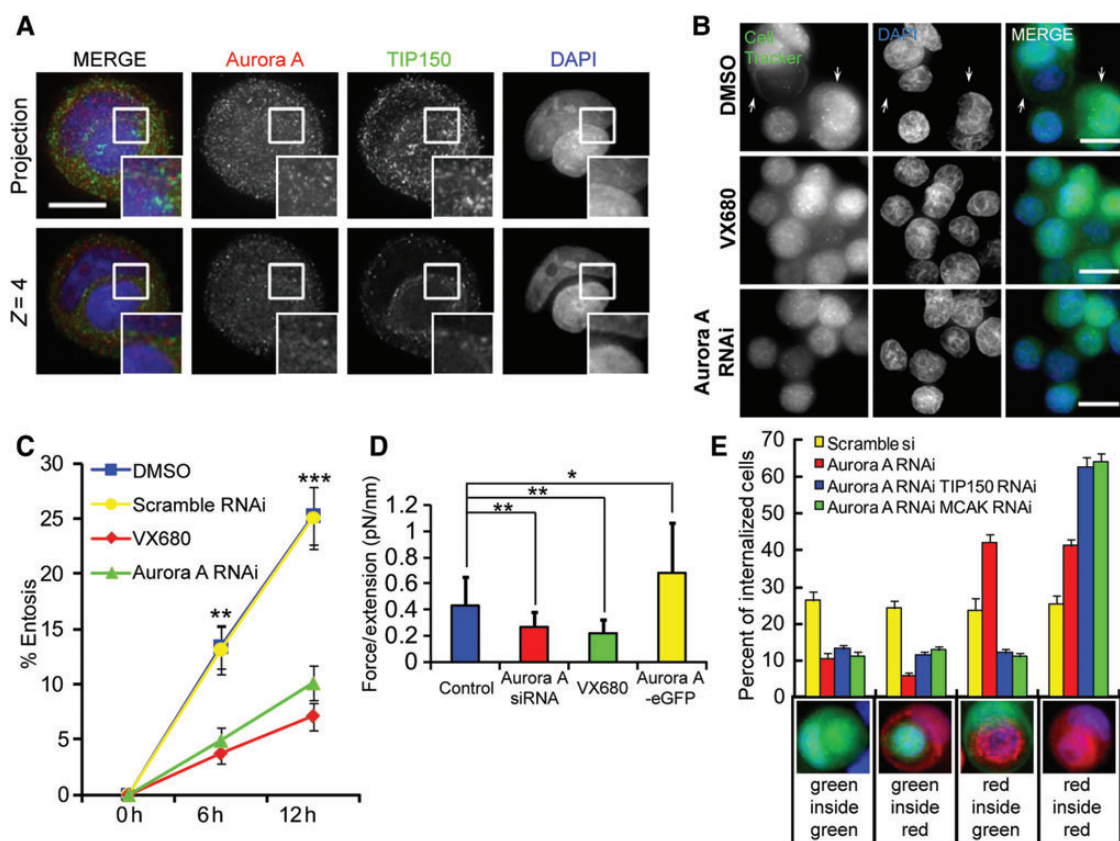 A
MERGE
Aurora A
TIP150
DAPI
Projection
Z = 4
B
Cell
Tracker
DAPI
MERGE
DMSO
VX680
Aurora A
RNAi
C
% Entosis
30
25
20
15
10
5
0
DMSO
Scramble RNAi
VX680
Aurora A RNAi
**
***
0h
6h
12h
D
Force/extension (pN/nm)
1.2
1
0.8
0.6
0.4
0.2
0
*
**
**
Control
Aurora A
siRNA
VX680
Aurora A
-eGFP
E
Percent of internalized cells
70
60
50
40
30
20
10
0
Scramble si
Aurora A RNAi
Aurora A RNAi TIP150 RNAi
Aurora A RNAi MCAK RNAi
green
inside
green
green
inside
red
red
inside
green
red
inside
red